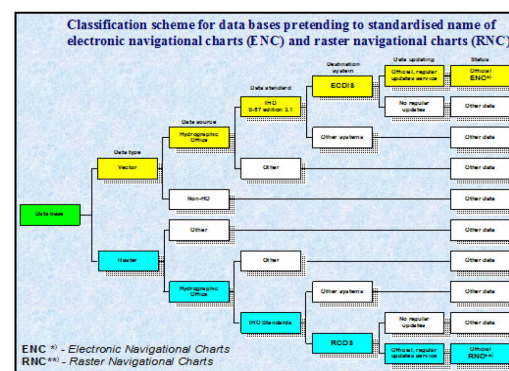 Classification scheme for data bases pretending to standardised name of
electronic navigational charts (ENC) and raster navigational charts (RNC)
Data type
Data source
Data standard
Destination
system
Data updating
Status
Data base
Vector
Hydrographic
Office
IHO
S-57 edition 3.1
ECDIS
Official, regular
updates service
Official
ENC*)
No regular
updates
Other data
Other systems
Other data
Other
Other data
Non-HO
Other data
Raster
Other
Other data
Hydrographic
Office
Other
Other data
IHO Standards
Other systems
Other data
RCDS
No regular
updates
Other data
Official, regular
updates service
Official
RNC**)
ENC *) - Electronic Navigational Charts
RNC**) - Raster Navigational Charts